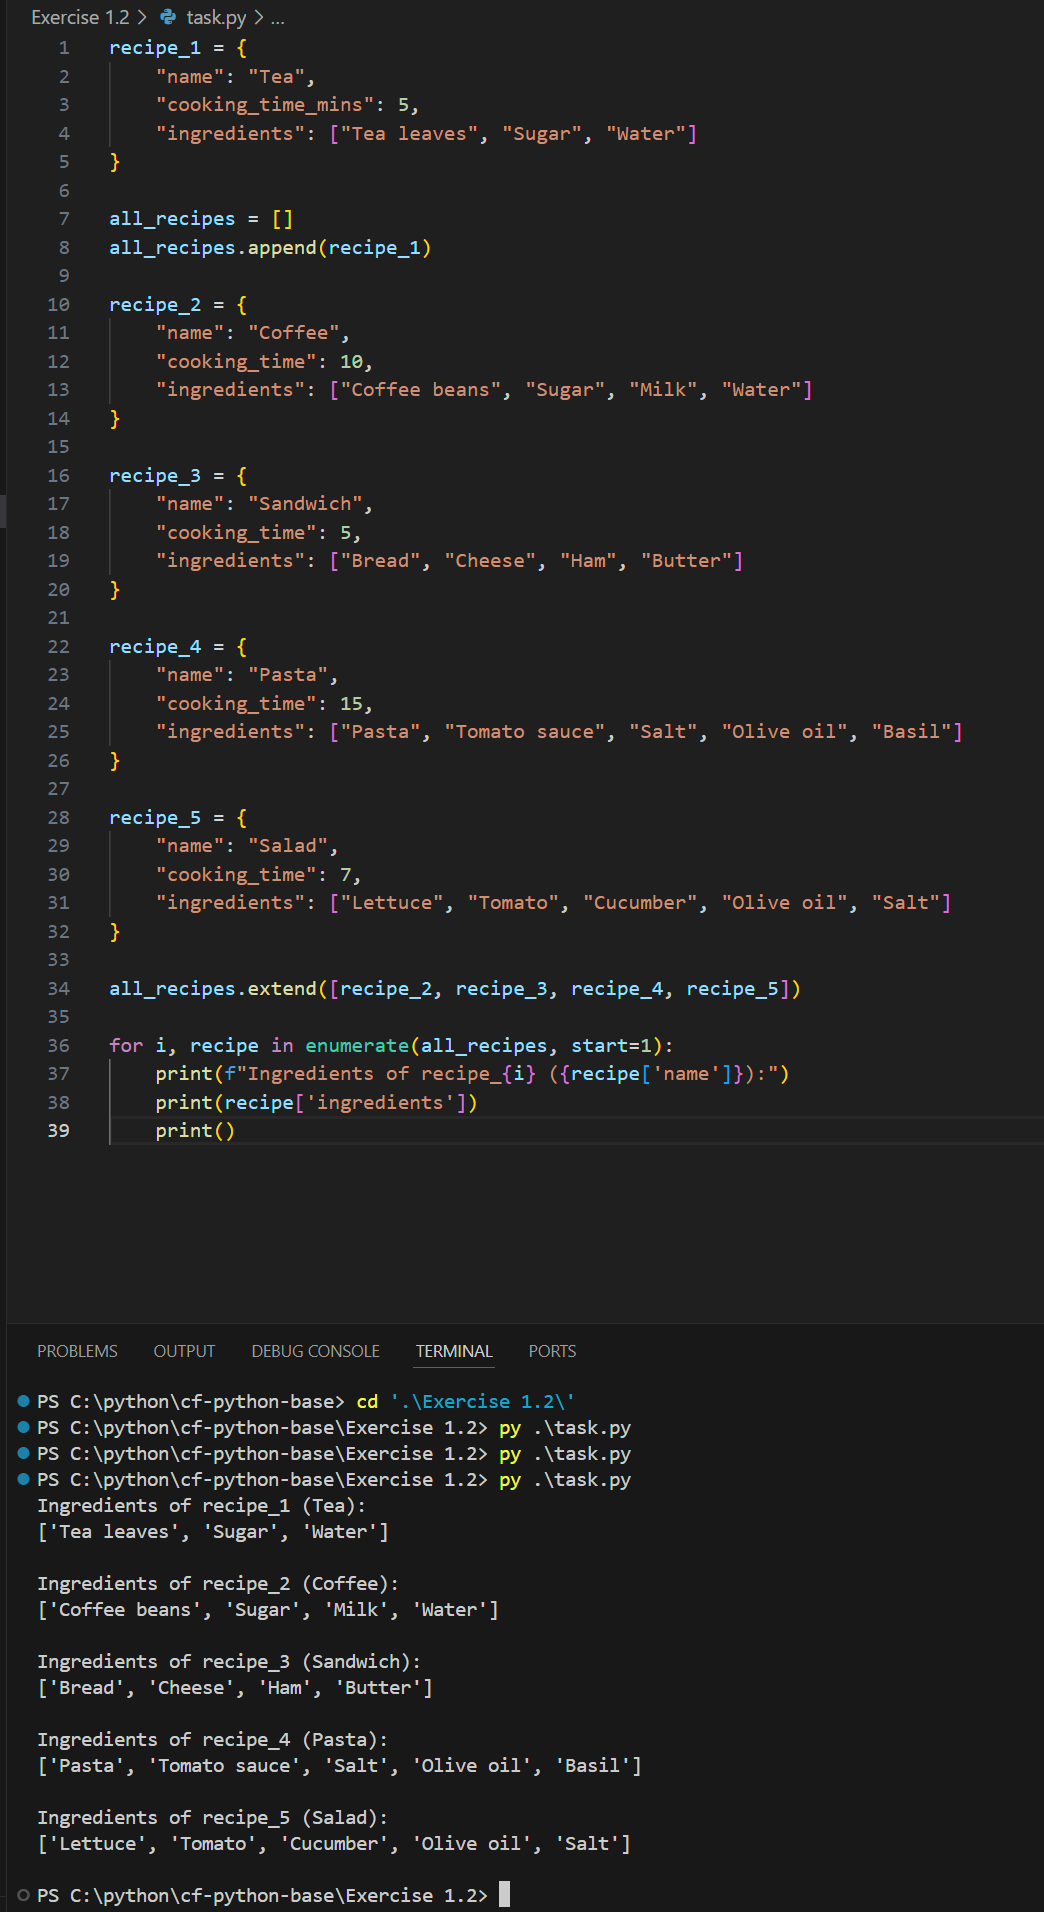 Exercise 1.2 > task.py > ...
1 recipe_1 = {
2     "name": "Tea",
3     "cooking_time_mins": 5,
4     "ingredients": ["Tea leaves", "Sugar", "Water"]
5 }
6
7 all_recipes = []
8 all_recipes.append(recipe_1)
9
10 recipe_2 = {
11     "name": "Coffee",
12     "cooking_time": 10,
13     "ingredients": ["Coffee beans", "Sugar", "Milk", "Water"]
14 }
15
16 recipe_3 = {
17     "name": "Sandwich",
18     "cooking_time": 5,
19     "ingredients": ["Bread", "Cheese", "Ham", "Butter"]
20 }
21
22 recipe_4 = {
23     "name": "Pasta",
24     "cooking_time": 15,
25     "ingredients": ["Pasta", "Tomato sauce", "Salt", "Olive oil", "Basil"]
26 }
27
28 recipe_5 = {
29     "name": "Salad",
30     "cooking_time": 7,
31     "ingredients": ["Lettuce", "Tomato", "Cucumber", "Olive oil", "Salt"]
32 }
33
34 all_recipes.extend([recipe_2, recipe_3, recipe_4, recipe_5])
35
36 for i, recipe in enumerate(all_recipes, start=1):
37     print(f"Ingredients of recipe_{i} ({recipe['name']}):")
38     print(recipe['ingredients'])
39     print()
PROBLEMS OUTPUT DEBUG CONSOLE TERMINAL PORTS
PS C:\python\cf-python-base> cd '.\Exercise 1.2\'
PS C:\python\cf-python-base\Exercise 1.2> py .\task.py
PS C:\python\cf-python-base\Exercise 1.2> py .\task.py
PS C:\python\cf-python-base\Exercise 1.2> py .\task.py
Ingredients of recipe_1 (Tea):
['Tea leaves', 'Sugar', 'Water']

Ingredients of recipe_2 (Coffee):
['Coffee beans', 'Sugar', 'Milk', 'Water']

Ingredients of recipe_3 (Sandwich):
['Bread', 'Cheese', 'Ham', 'Butter']

Ingredients of recipe_4 (Pasta):
['Pasta', 'Tomato sauce', 'Salt', 'Olive oil', 'Basil']

Ingredients of recipe_5 (Salad):
['Lettuce', 'Tomato', 'Cucumber', 'Olive oil', 'Salt']

PS C:\python\cf-python-base\Exercise 1.2>